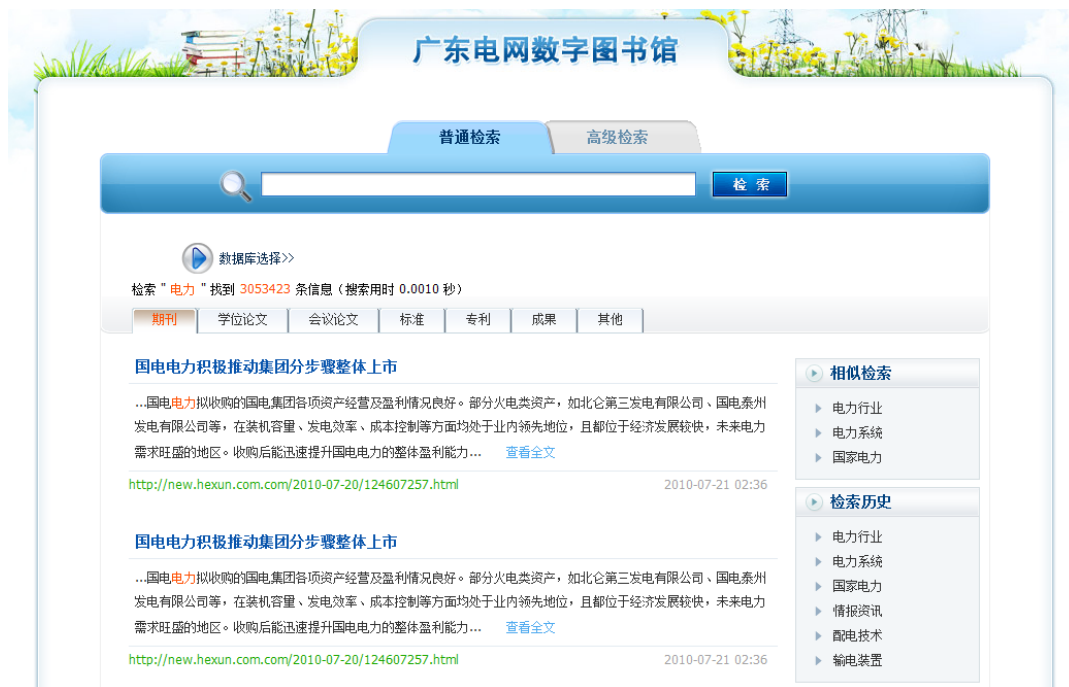 广东电网数字图书馆
普通检索 高级检索
检 索
数据库选择>>
检索 " 电力 " 找到 3053423 条信息（搜索用时 0.0010 秒）
期刊 学位论文 会议论文 标准 专利 成果 其他
国电电力积极推动集团分步骤整体上市
...国电电力拟收购的国电集团各项资产经营及盈利情况良好。部分火电类资产，如北仑第三发电有限公司、国电泰州
发电有限公司等，在装机容量、发电效率、成本控制等方面均处于业内领先地位，且都位于经济发展较快，未来电力
需求旺盛的地区。收购后能迅速提升国电电力的整体盈利能力... 查看全文
http://new.hexun.com.com/2010-07-20/124607257.html 2010-07-21 02:36
国电电力积极推动集团分步骤整体上市
...国电电力拟收购的国电集团各项资产经营及盈利情况良好。部分火电类资产，如北仑第三发电有限公司、国电泰州
发电有限公司等，在装机容量、发电效率、成本控制等方面均处于业内领先地位，且都位于经济发展较快，未来电力
需求旺盛的地区。收购后能迅速提升国电电力的整体盈利能力... 查看全文
http://new.hexun.com.com/2010-07-20/124607257.html 2010-07-21 02:36
相似检索
电力行业
电力系统
国家电力
检索历史
电力行业
电力系统
国家电力
情报资讯
配电技术
输电装置